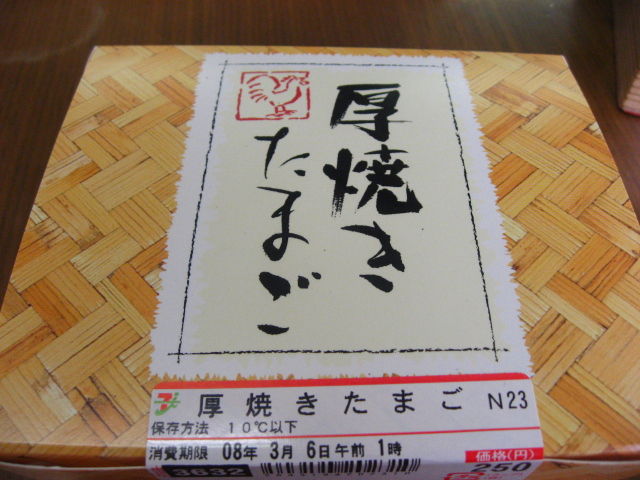 厚焼き
たまご
厚焼きたまご N23
保存方法 10℃以下
消費期限 08年 3月 6日午前 1時
価格(円)
3632
250